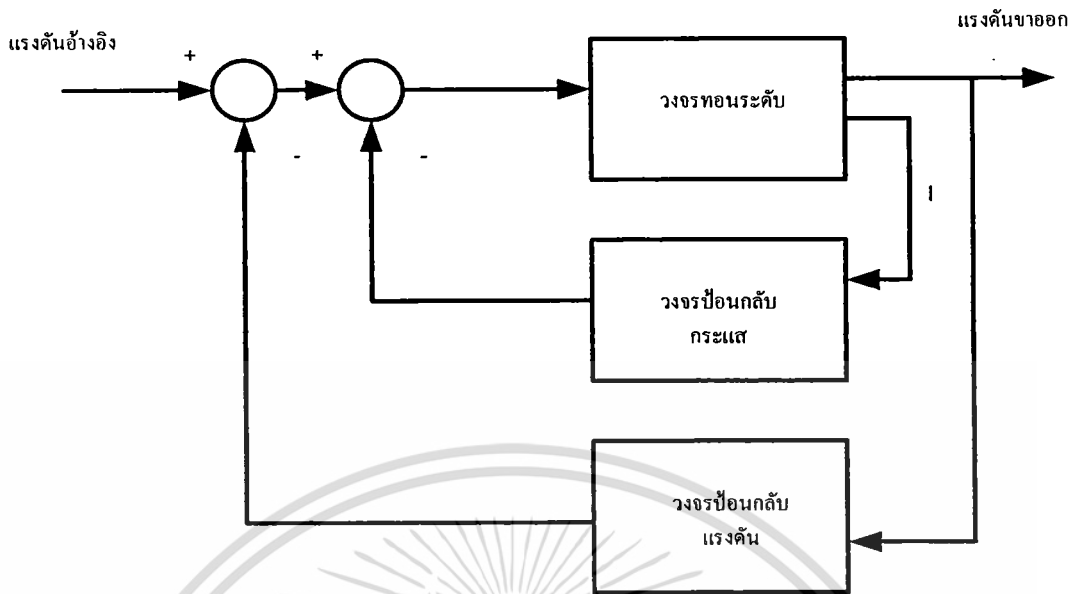 แรงดันขาออก
แรงดันอ้างอิง
+
+
วงจรทอนระดับ
-
-
I
วงจรป้อนกลับ
กระแส
วงจรป้อนกลับ
แรงดัน